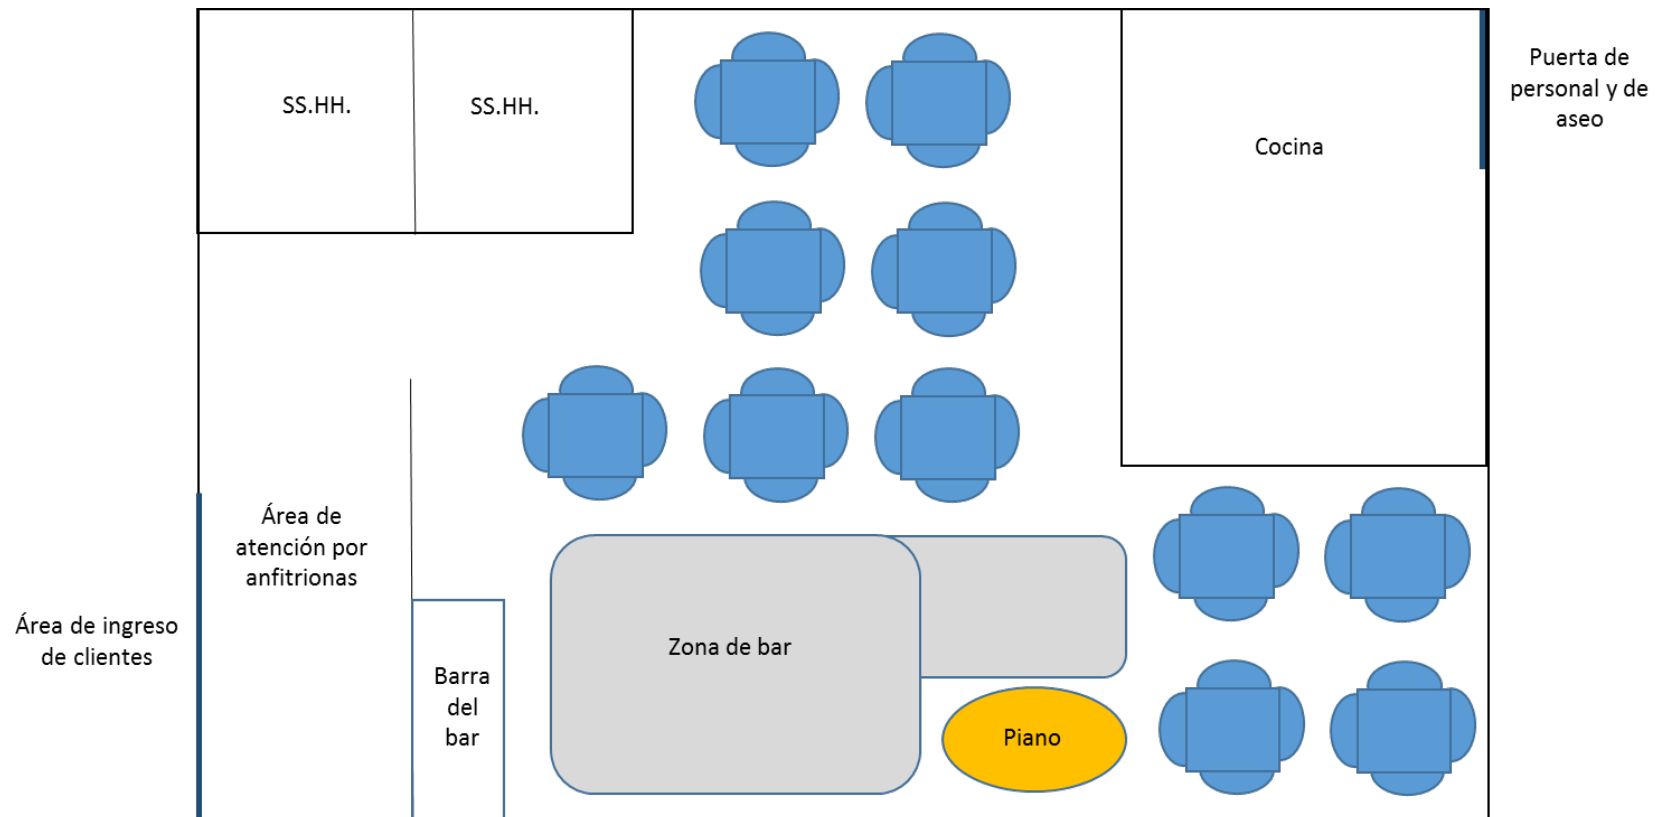 SS.HH.
SS.HH.
Cocina
Puerta de
personal y de
aseo
Área de
atención por
anfitrionas
Área de ingreso
de clientes
Barra
del
bar
Zona de bar
Piano